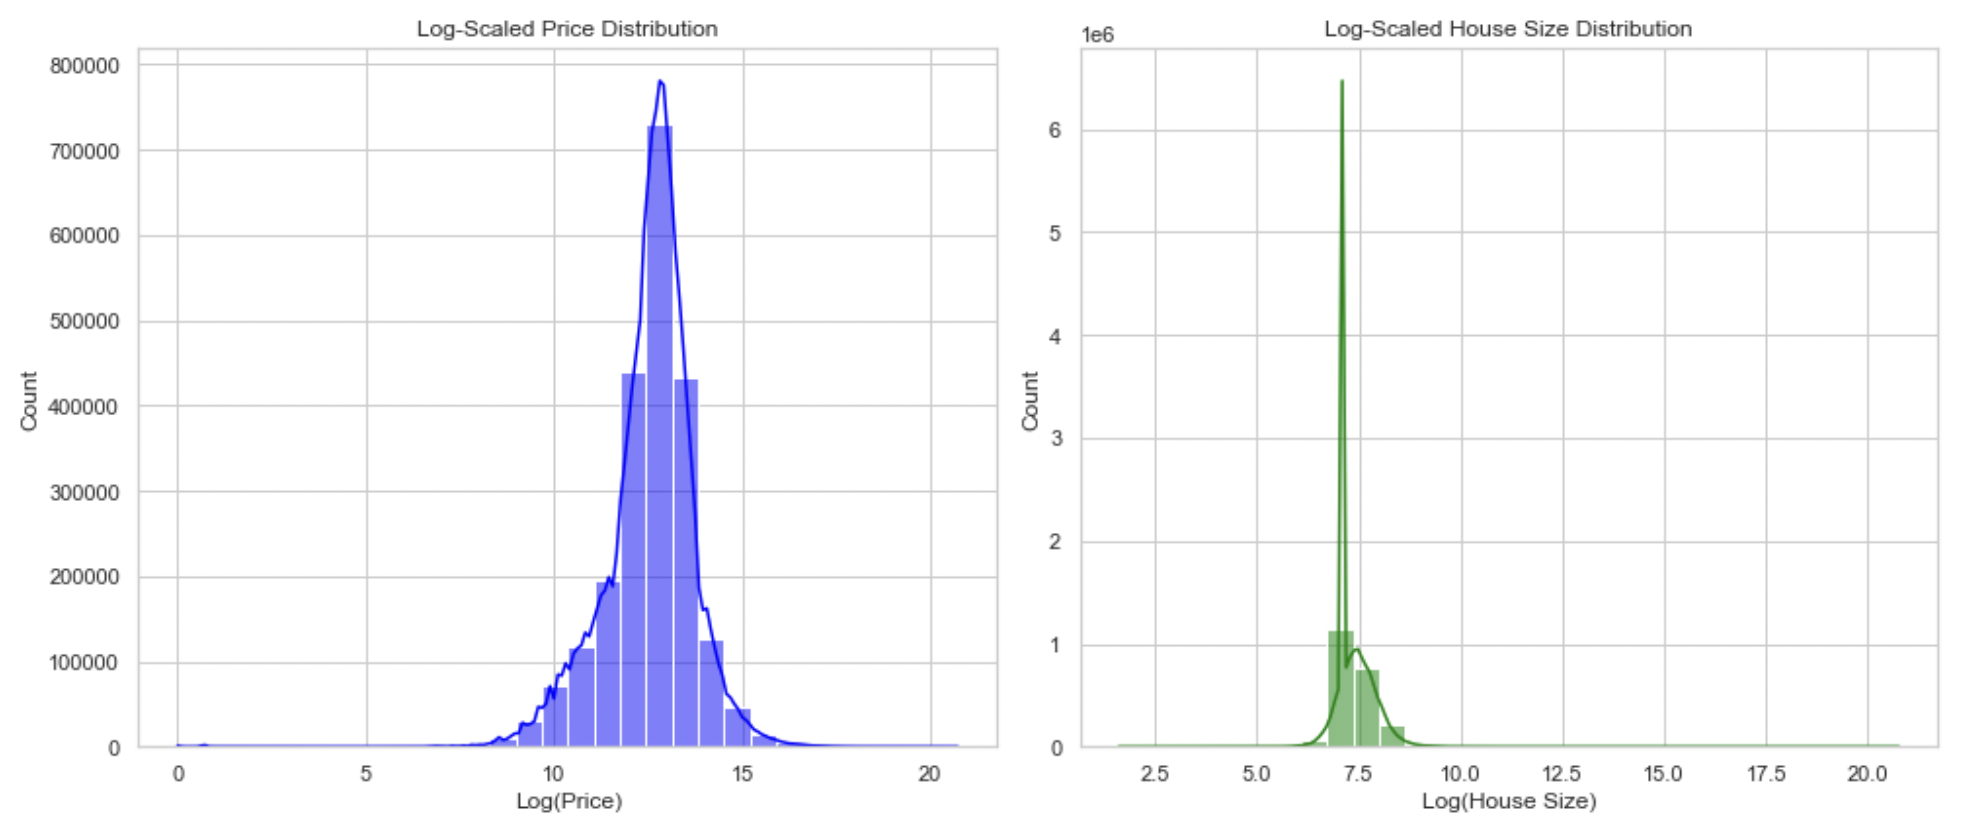 Log-Scaled Price Distribution
800000
700000
600000
500000
400000
300000
200000
100000
0
Count
0 5 10 15 20
Log(Price)
Log-Scaled House Size Distribution
1e6
6
5
4
3
2
1
0
Count
2.5 5.0 7.5 10.0 12.5 15.0 17.5 20.0
Log(House Size)